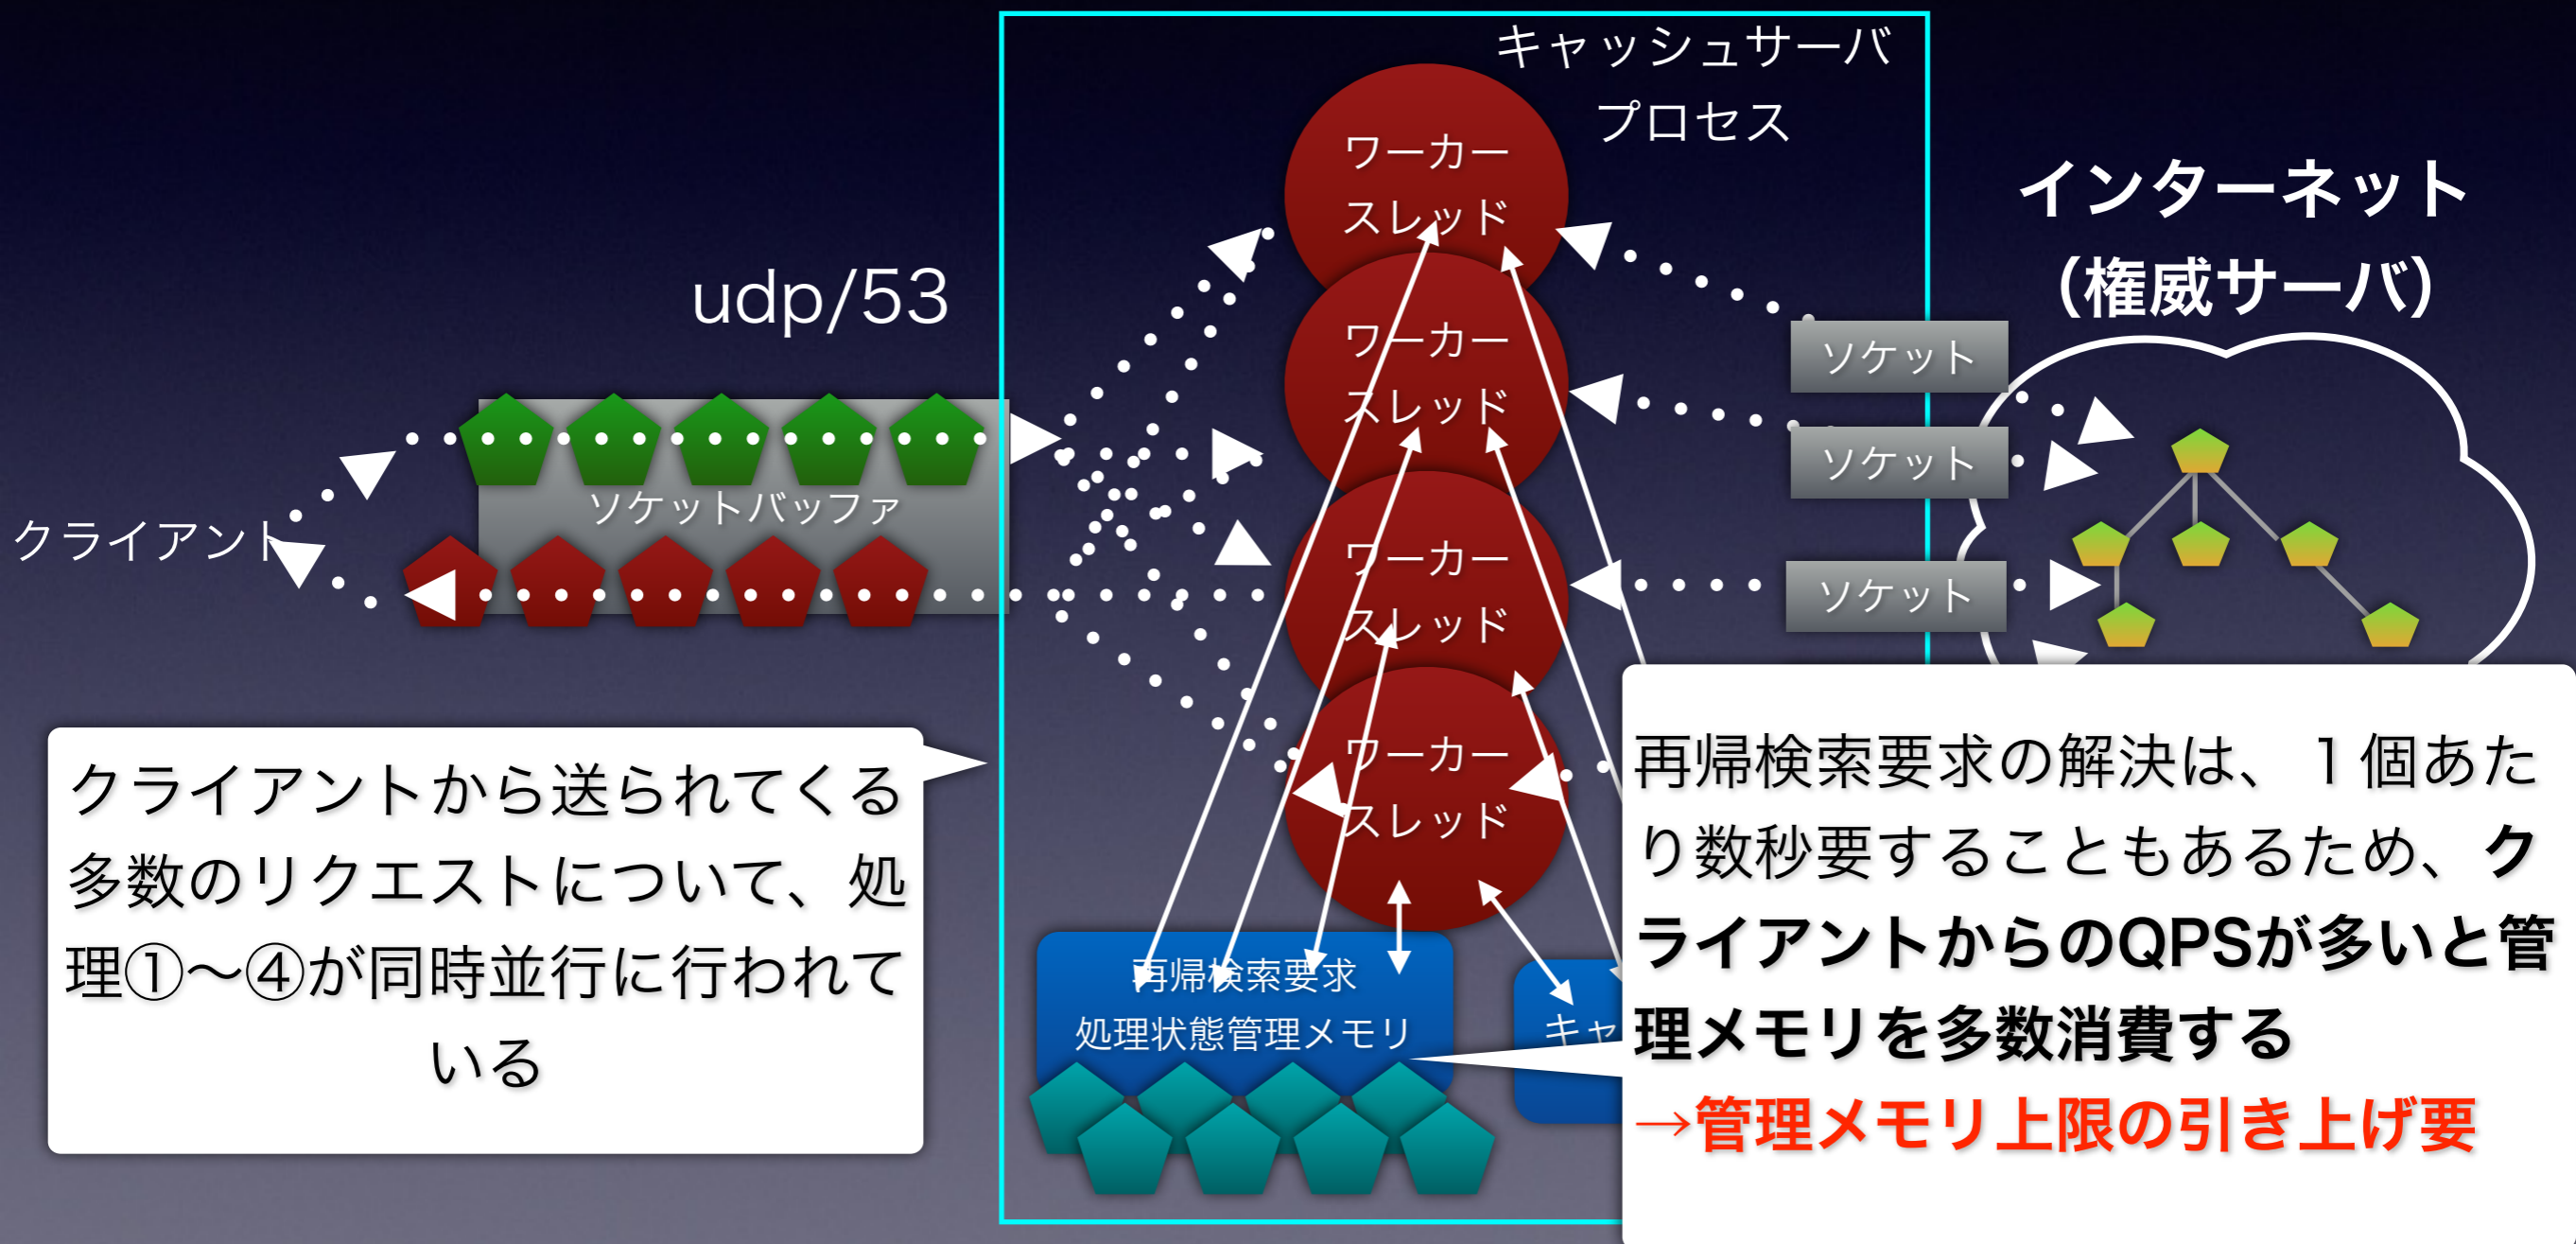 キャッシュサーバ
プロセス
ワーカー
スレッド
インターネット
（権威サーバ）
udp/53
ワーカー
スレッド
ソケット
ソケット
ソケットバッファ
クライアント
ワーカー
スレッド
ソケット
ワーカー
スレッド
クライアントから送られてくる
多数のリクエストについて、処
理①〜④が同時並行に行われて
いる
再帰検索要求
処理状態管理メモリ
キャ
再帰検索要求の解決は、１個あた
り数秒要することもあるため、ク
ライアントからのQPSが多いと管
理メモリを多数消費する
→管理メモリ上限の引き上げ要